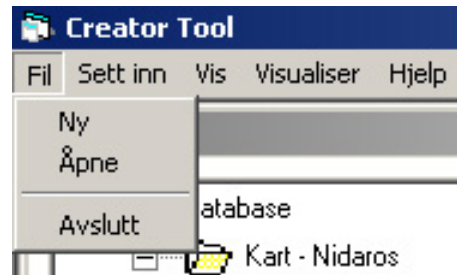 Creator Tool
Fil Sett inn Vis Visualiser Hjelp
Ny
Åpne
Avslutt
atabase
Kart - Nidaros